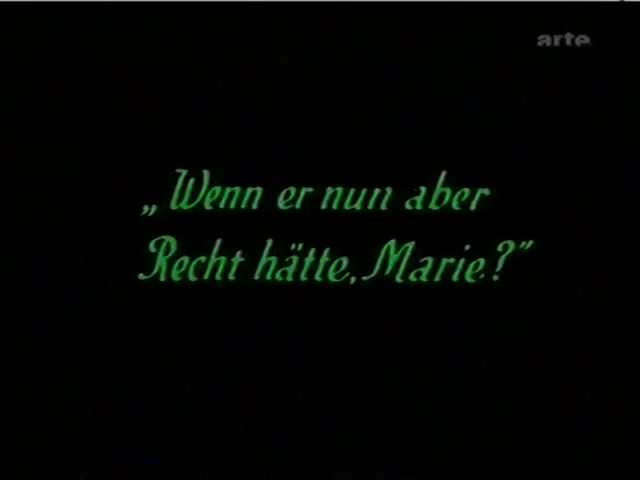 arte
„Wenn er nun aber
Recht hätte, Marie?"